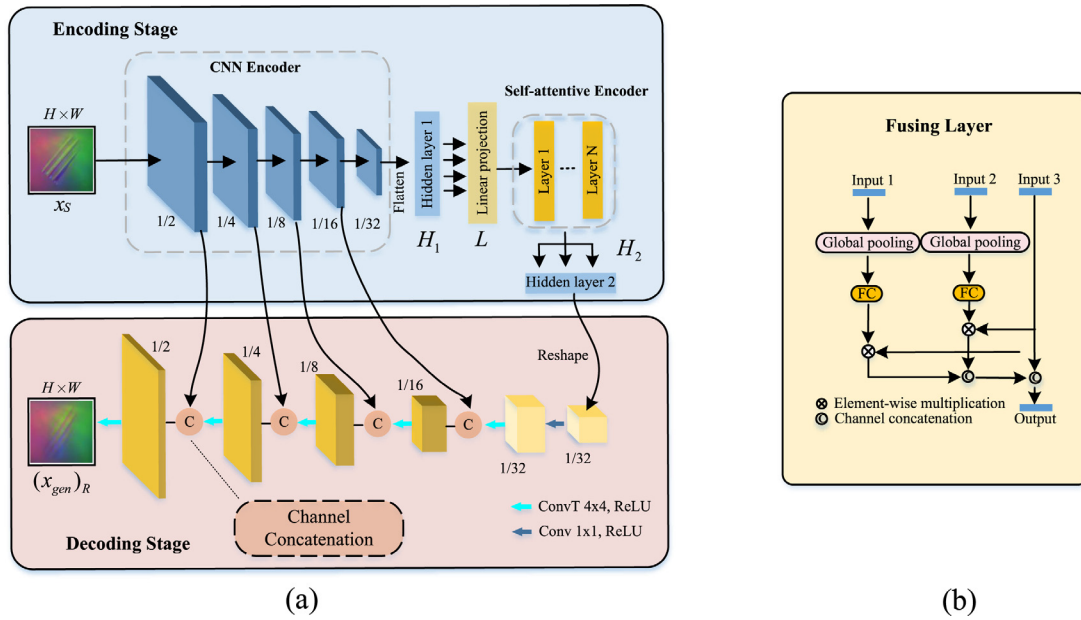 Encoding Stage
CNN Encoder
Self-attentive Encoder
H×W
x_S
1/2
1/4
1/8
1/16
1/32
Flatten
Hidden layer 1
Linear projection
Layer 1
Layer N
H_1
L
H_2
Hidden layer 2
Reshape
1/2
1/4
1/8
1/16
1/32
1/32
H×W
(x_gen)_R
C
C
C
C
Channel
Concatenation
ConvT 4x4, ReLU
Conv 1x1, ReLU
Decoding Stage
(a)
Fusing Layer
Input 1
Input 2
Input 3
Global pooling
Global pooling
FC
FC
C
C
Element-wise multiplication
C Channel concatenation
Output
(b)